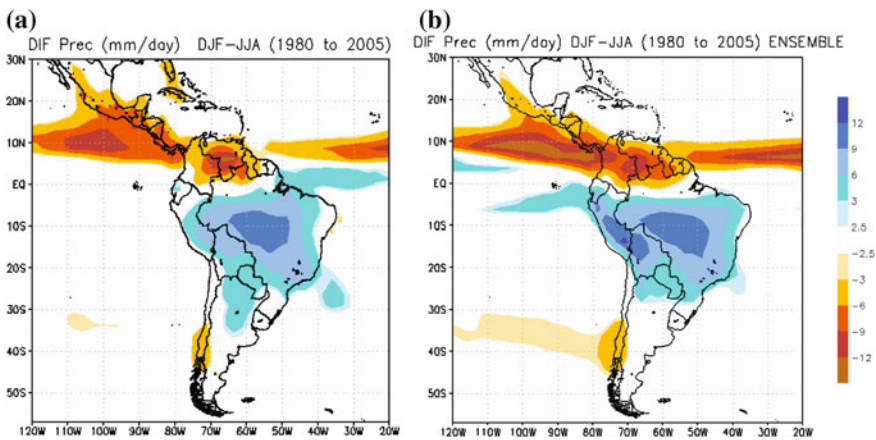 (a)
DIF Prec (mm/day) DJF-JJA (1980 to 2005)
30N
20N
10N
EQ
10S
20S
30S
40S
50S
120W 110W 100W 90W 80W 70W 60W 50W 40W 30W 20W
(b)
DIF Prec (mm/day) DJF-JJA (1980 to 2005) ENSEMBLE
30N
20N
10N
EQ
10S
20S
30S
40S
50S
120W 110W 100W 90W 80W 70W 60W 50W 40W 30W 20W
12
9
6
3
2.5
-2.5
-3
-6
-9
-12